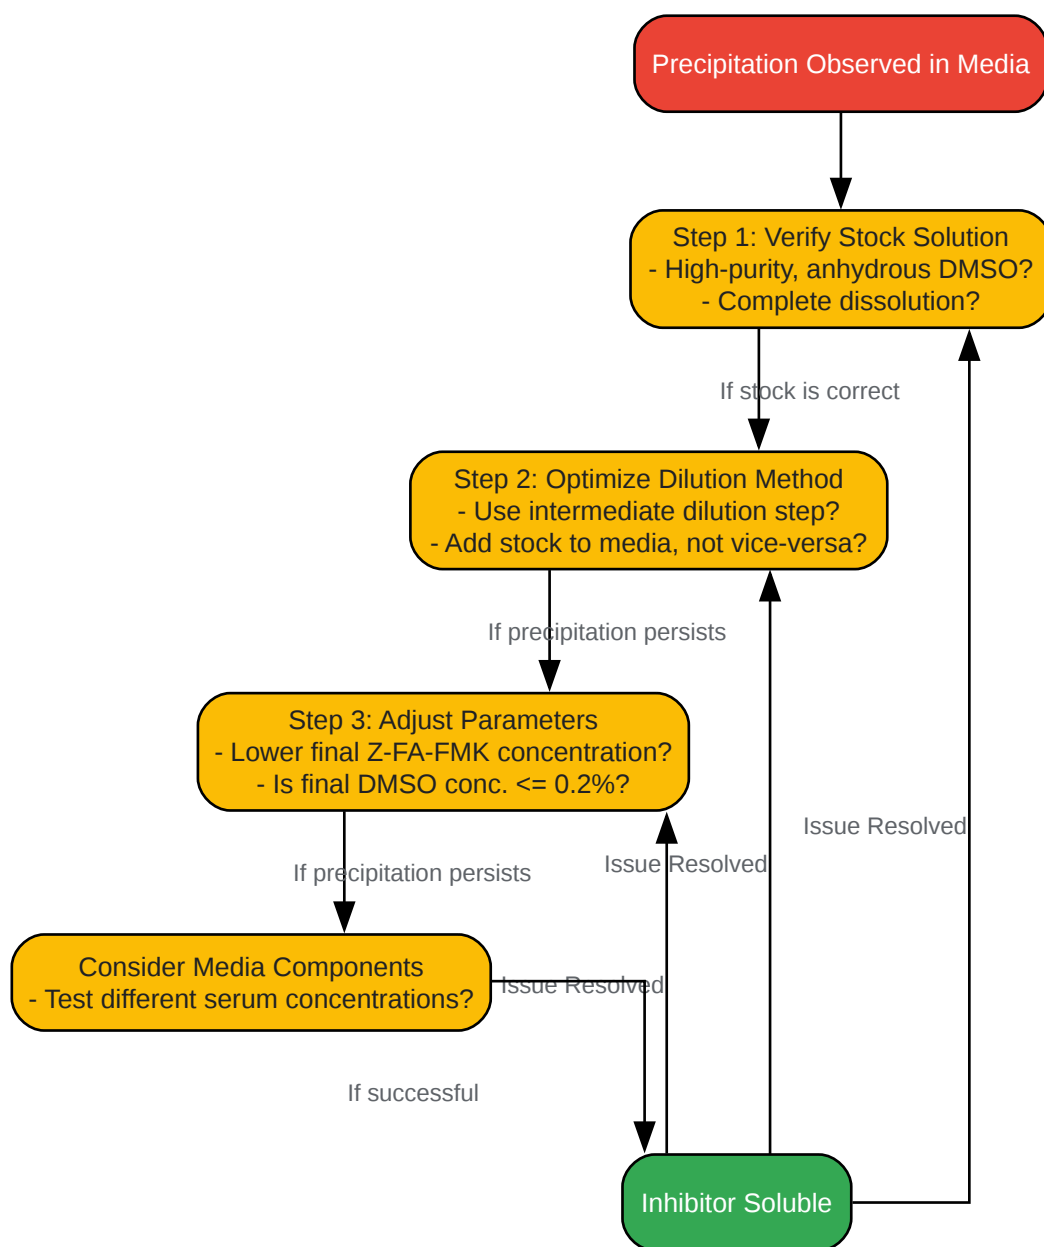 Precipitation Observed in Media
Step 1: Verify Stock Solution
- High-purity, anhydrous DMSO?
- Complete dissolution?
If stock is correct
Step 2: Optimize Dilution Method
- Use intermediate dilution step?
- Add stock to media, not vice-versa?
If precipitation persists
Step 3: Adjust Parameters
- Lower final Z-FA-FMK concentration?
- Is final DMSO conc. <= 0.2%?
Issue Resolved
Issue Resolved
If precipitation persists
Consider Media Components
- Test different serum concentrations?
Issue Resolved
If successful
Inhibitor Soluble